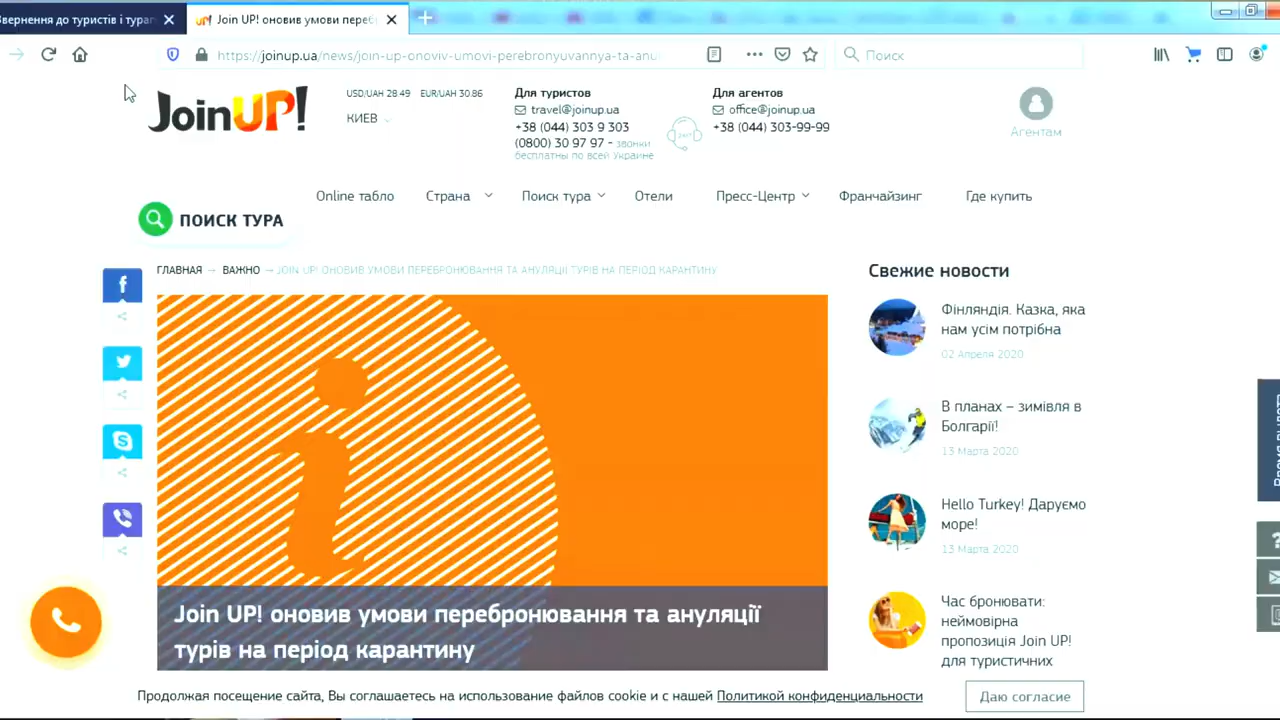 Звернення до туристів і тура
Join UP! оновив умови переб
https://joinup.ua/news/join-up-onoviv-umovi-perebronyuvannya-ta-anu
Поиск
JoinUP!
USD/UAH 28.49 EUR/UAH 30.86
КИЕВ
Для туристов
travel@joinup.ua
+38 (044) 303 9 303
(0800) 30 97 97 - звонки
бесплатны по всей Украине
24/7
Для агентов
office@joinup.ua
+38 (044) 303-99-99
Агентам
ПОИСК ТУРА
Online табло Страна Поиск тура Отели Пресс-Центр Франчайзинг Где купить
ГЛАВНАЯ → ВАЖНО → JOIN UP! ОНОВИВ УМОВИ ПЕРЕБРОНЮВАННЯ ТА АНУЛЯЦІЇ ТУРІВ НА ПЕРІОД КАРАНТИНУ
Join UP! оновив умови перебронювання та ануляції
турів на період карантину
Свежие новости
Фінляндія. Казка, яка
нам усім потрібна
02 Апреля 2020
В планах – зимівля в
Болгарії!
13 Марта 2020
Hello Turkey! Даруємо
море!
13 Марта 2020
Час бронювати:
неймовірна
пропозиція Join UP!
для туристичних
Продолжая посещение сайта, Вы соглашаетесь на использование файлов cookie и с нашей Политикой конфиденциальности
Даю согласие